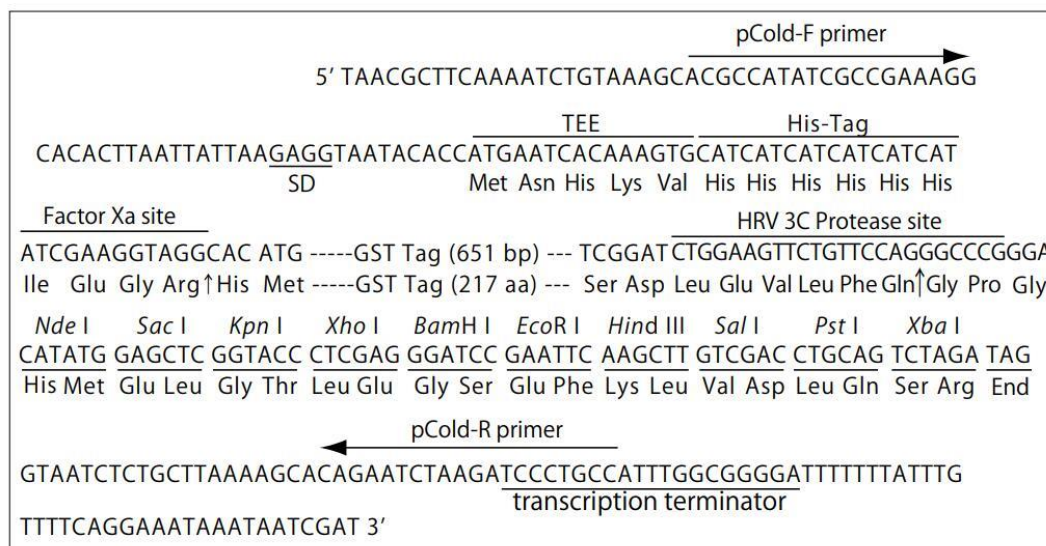 pCold-F primer
5’ TAACGCTTCAAAATCTGTAAAGCACGCCATATCGCCGAAAGG
TEE His-Tag
CACACTTAATTATTAAGAGGTAATACACCATGAATCACAAAGTGCATCATCATCATCATCAT
SD Met Asn His Lys Val His His His His His His
Factor Xa site HRV 3C Protease site
ATCGAAGGTAGGCAC ATG -----GST Tag (651 bp) --- TCGGATCTGGAAGTTCTGTTCCAGGGGCCCGGGA
Ile Glu Gly Arg↑His Met -----GST Tag (217 aa) --- Ser Asp Leu Glu Val Leu Phe Gln↑Gly Pro Gly
Nde I Sac I Kpn I Xho I BamH I EcoR I Hind III Sal I Pst I Xba I
CATATG GAGCTC GGTACC CTCGAG GGATCC GAATTC AAGCTT GTCGAC CTGCAG TCTAGA TAG
His Met Glu Leu Gly Thr Leu Glu Gly Ser Glu Phe Lys Leu Val Asp Leu Gln Ser Arg End
pCold-R primer
GTAATCTCTGCTTAAAAGCACAGAATCTAAGATCCCTGCCATTTGGCGGGGATTTTTTTATTTG
transcription terminator
TTTTCAGGAAATAAATAATCGAT 3’